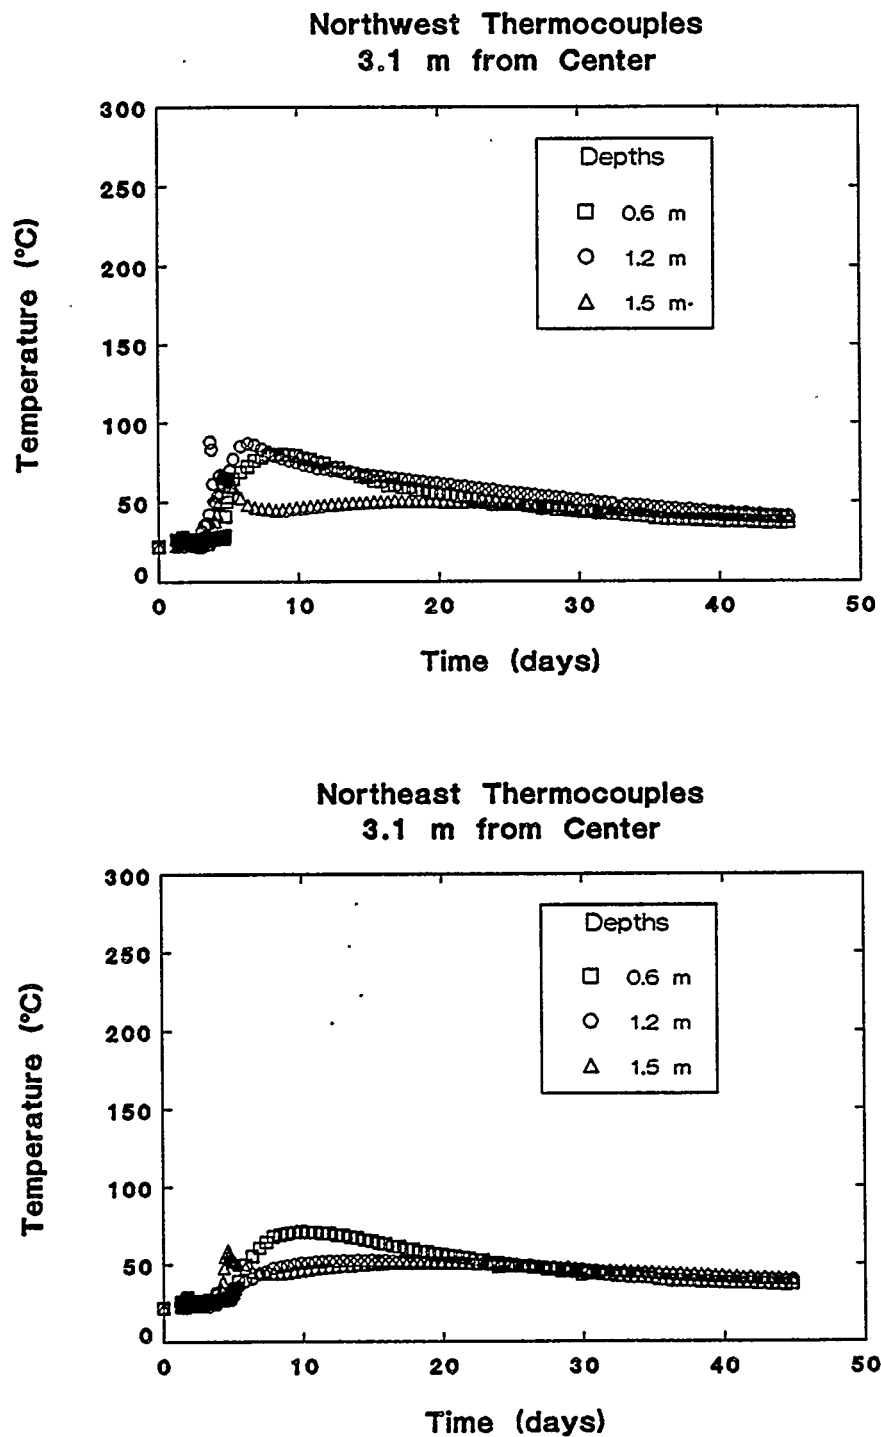 Northwest Thermocouples
3.1 m from Center
Temperature (°C)
300
250
200
150
100
50
0
Depths
0.6 m
1.2 m
1.5 m
0 10 20 30 40 50
Time (days)
Northeast Thermocouples
3.1 m from Center
Temperature (°C)
300
250
200
150
100
50
0
Depths
0.6 m
1.2 m
1.5 m
0 10 20 30 40 50
Time (days)